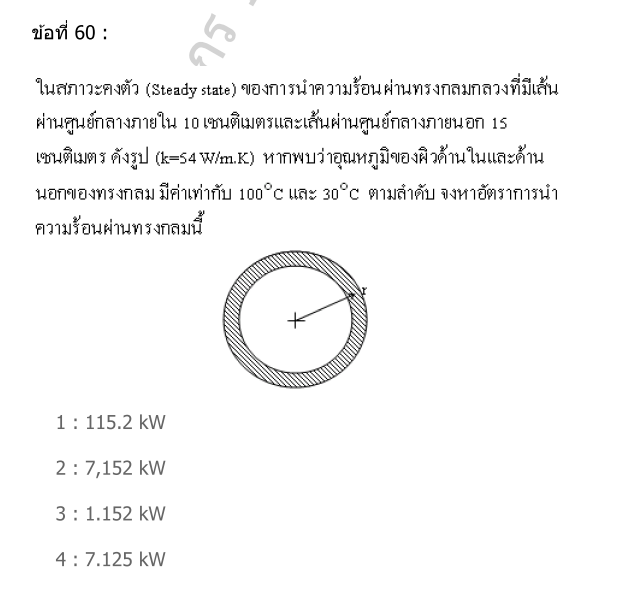 ข้อที่ 60 :
กร
ในสภาวะคงตัว (Steady state) ของการนำความร้อนผ่านทรงกลมกลวงที่มีเส้น
ผ่านศูนย์กลางภายใน 10 เซนติเมตรและเส้นผ่านศูนย์กลางภายนอก 15
เซนติเมตร ดังรูป (k=54 W/m.K) หากพบว่าอุณหภูมิของผิวด้านในและด้าน
นอกของทรงกลม มีค่าเท่ากับ 100°C และ 30°C ตามลำดับ จงหาอัตราการนำ
ความร้อนผ่านทรงกลมนี้
r
1 : 115.2 kW
2 : 7,152 kW
3 : 1.152 kW
4 : 7.125 kW